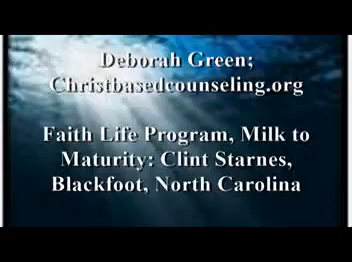 Deborah Green;
Christbasedcounseling.org
Faith Life Program, Milk to
Maturity: Clint Starnes,
Blackfoot, North Carolina